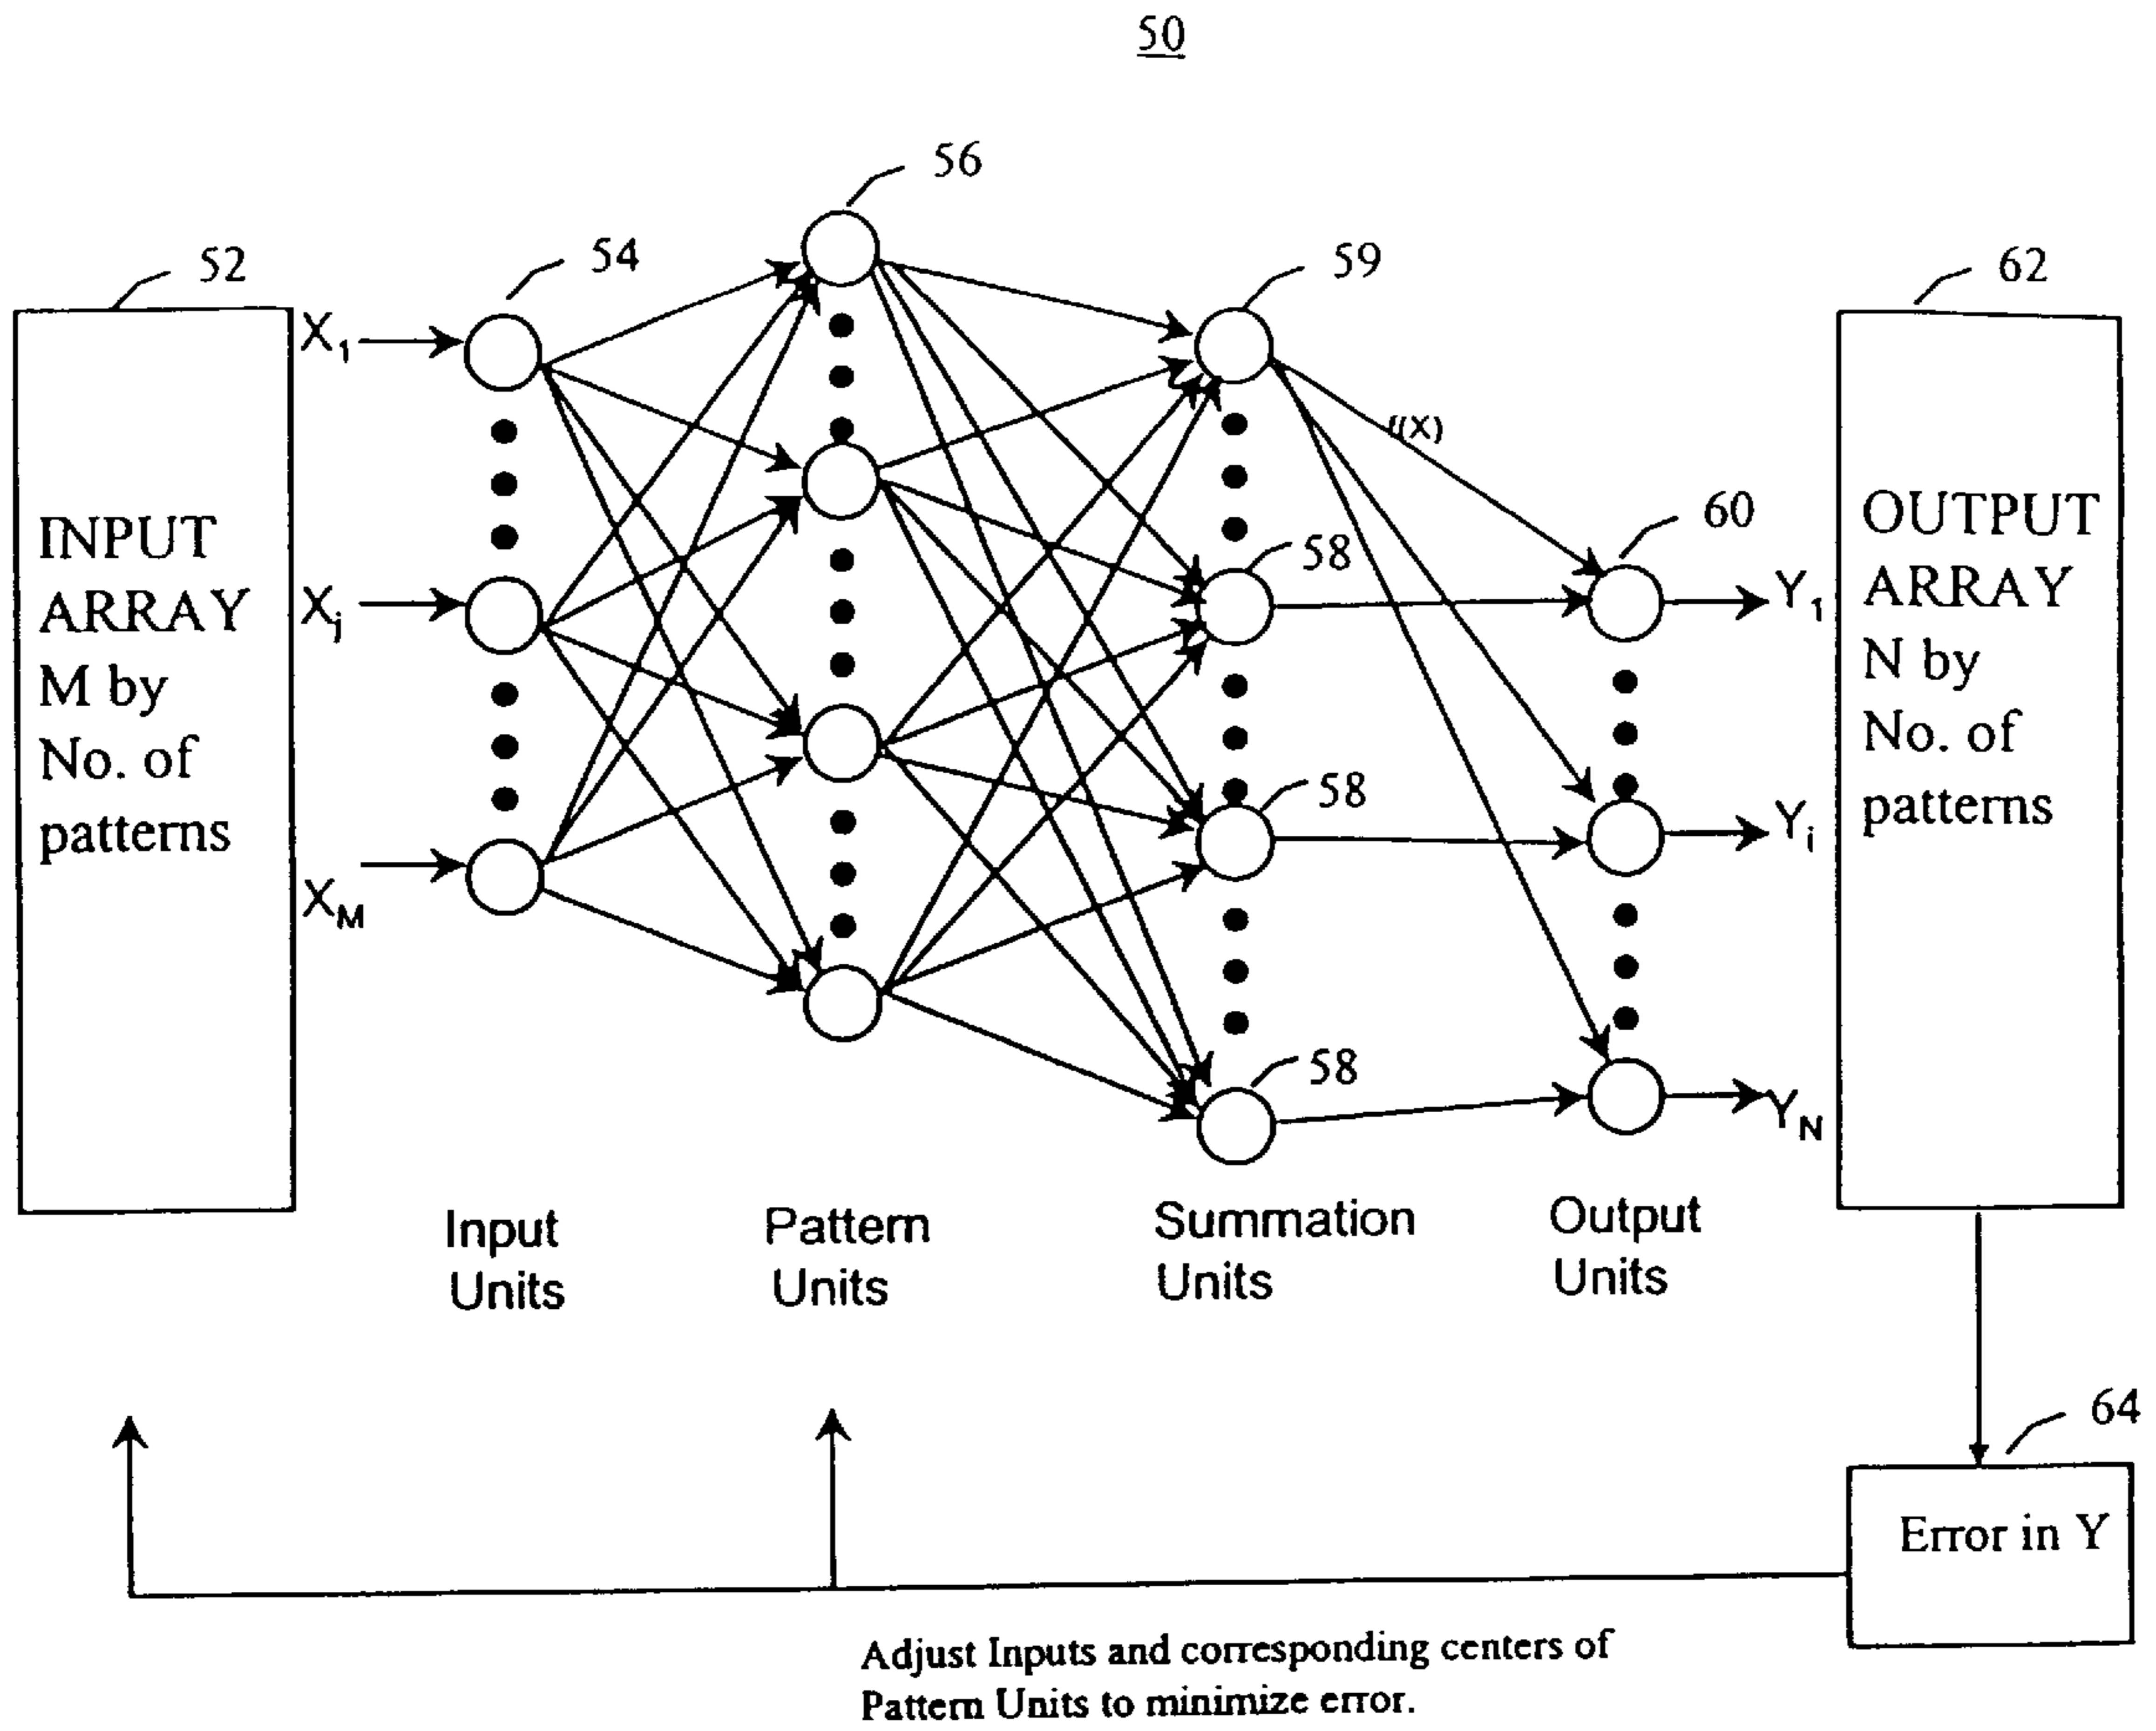 50
56
52
54
59
62
X1
f(X)
INPUT
ARRAY
M by
No. of
patterns
Xj
XM
58
58
58
60
Y1
Yi
YN
OUTPUT
ARRAY
N by
No. of
patterns
Input
Units
Pattern
Units
Summation
Units
Output
Units
64
Error in Y
Adjust Inputs and corresponding centers of
Pattern Units to minimize error.